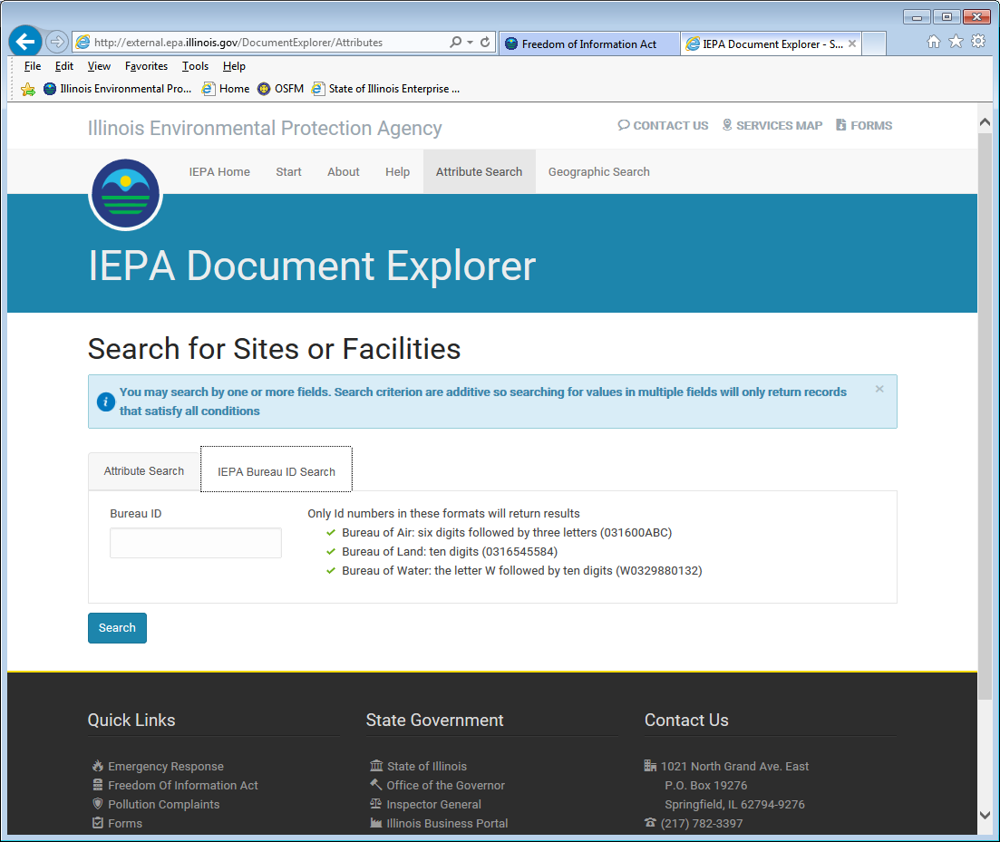 http://external.epa.illinois.gov/DocumentExplorer/Attributes
Freedom of Information Act
IEPA Document Explorer - S...
File Edit View Favorites Tools Help
Illinois Environmental Pro... Home OSFM State of Illinois Enterprise ...
Illinois Environmental Protection Agency
CONTACT US SERVICES MAP FORMS
IEPA Home Start About Help Attribute Search Geographic Search
IEPA Document Explorer
Search for Sites or Facilities
You may search by one or more fields. Search criterion are additive so searching for values in multiple fields will only return records
that satisfy all conditions
Attribute Search IEPA Bureau ID Search
Bureau ID
Only Id numbers in these formats will return results
Bureau of Air: six digits followed by three letters (031600ABC)
Bureau of Land: ten digits (0316545584)
Bureau of Water: the letter W followed by ten digits (W0329880132)
Search
Quick Links
Emergency Response
Freedom Of Information Act
Pollution Complaints
Forms
State Government
State of Illinois
Office of the Governor
Inspector General
Illinois Business Portal
Contact Us
1021 North Grand Ave. East
P.O. Box 19276
Springfield, IL 62794-9276
(217) 782-3397